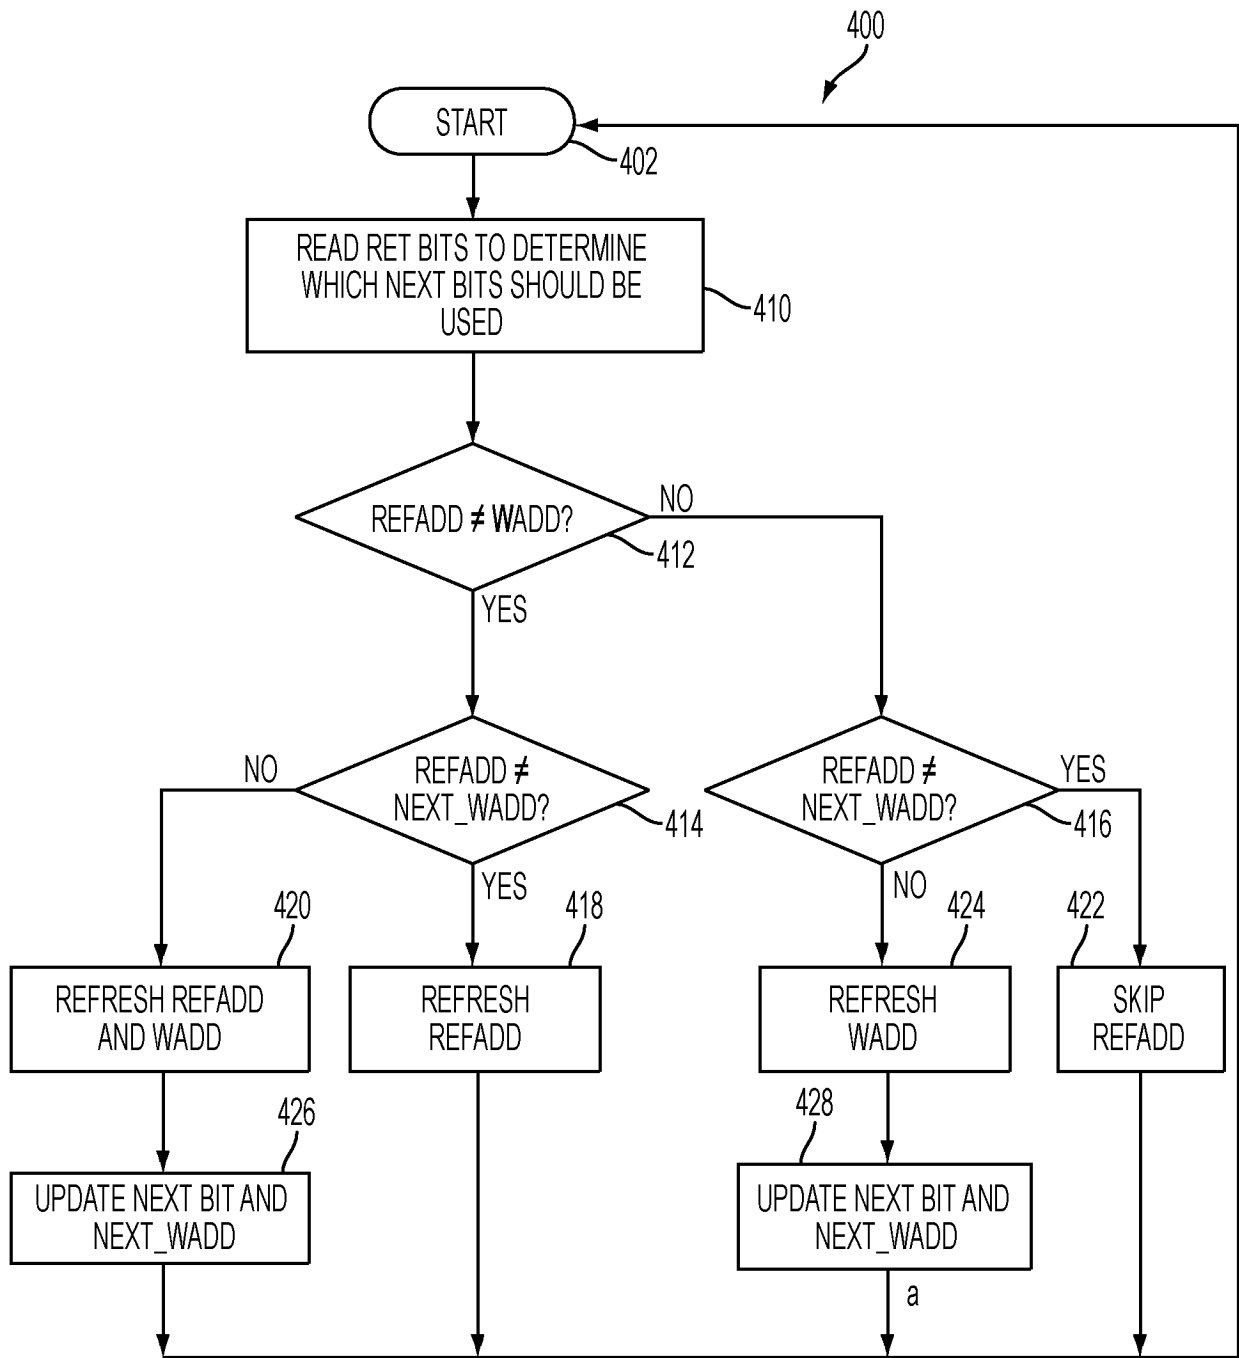 400
START
402
READ RET BITS TO DETERMINE
WHICH NEXT BITS SHOULD BE
USED
410
REFADD ≠ WADD?
NO
412
YES
REFADD ≠
NEXT_WADD?
NO
414
YES
REFADD ≠
NEXT_WADD?
YES
416
NO
420
REFRESH REFADD
AND WADD
418
REFRESH
REFADD
424
REFRESH
WADD
422
SKIP
REFADD
426
UPDATE NEXT BIT AND
NEXT_WADD
428
UPDATE NEXT BIT AND
NEXT_WADD
a